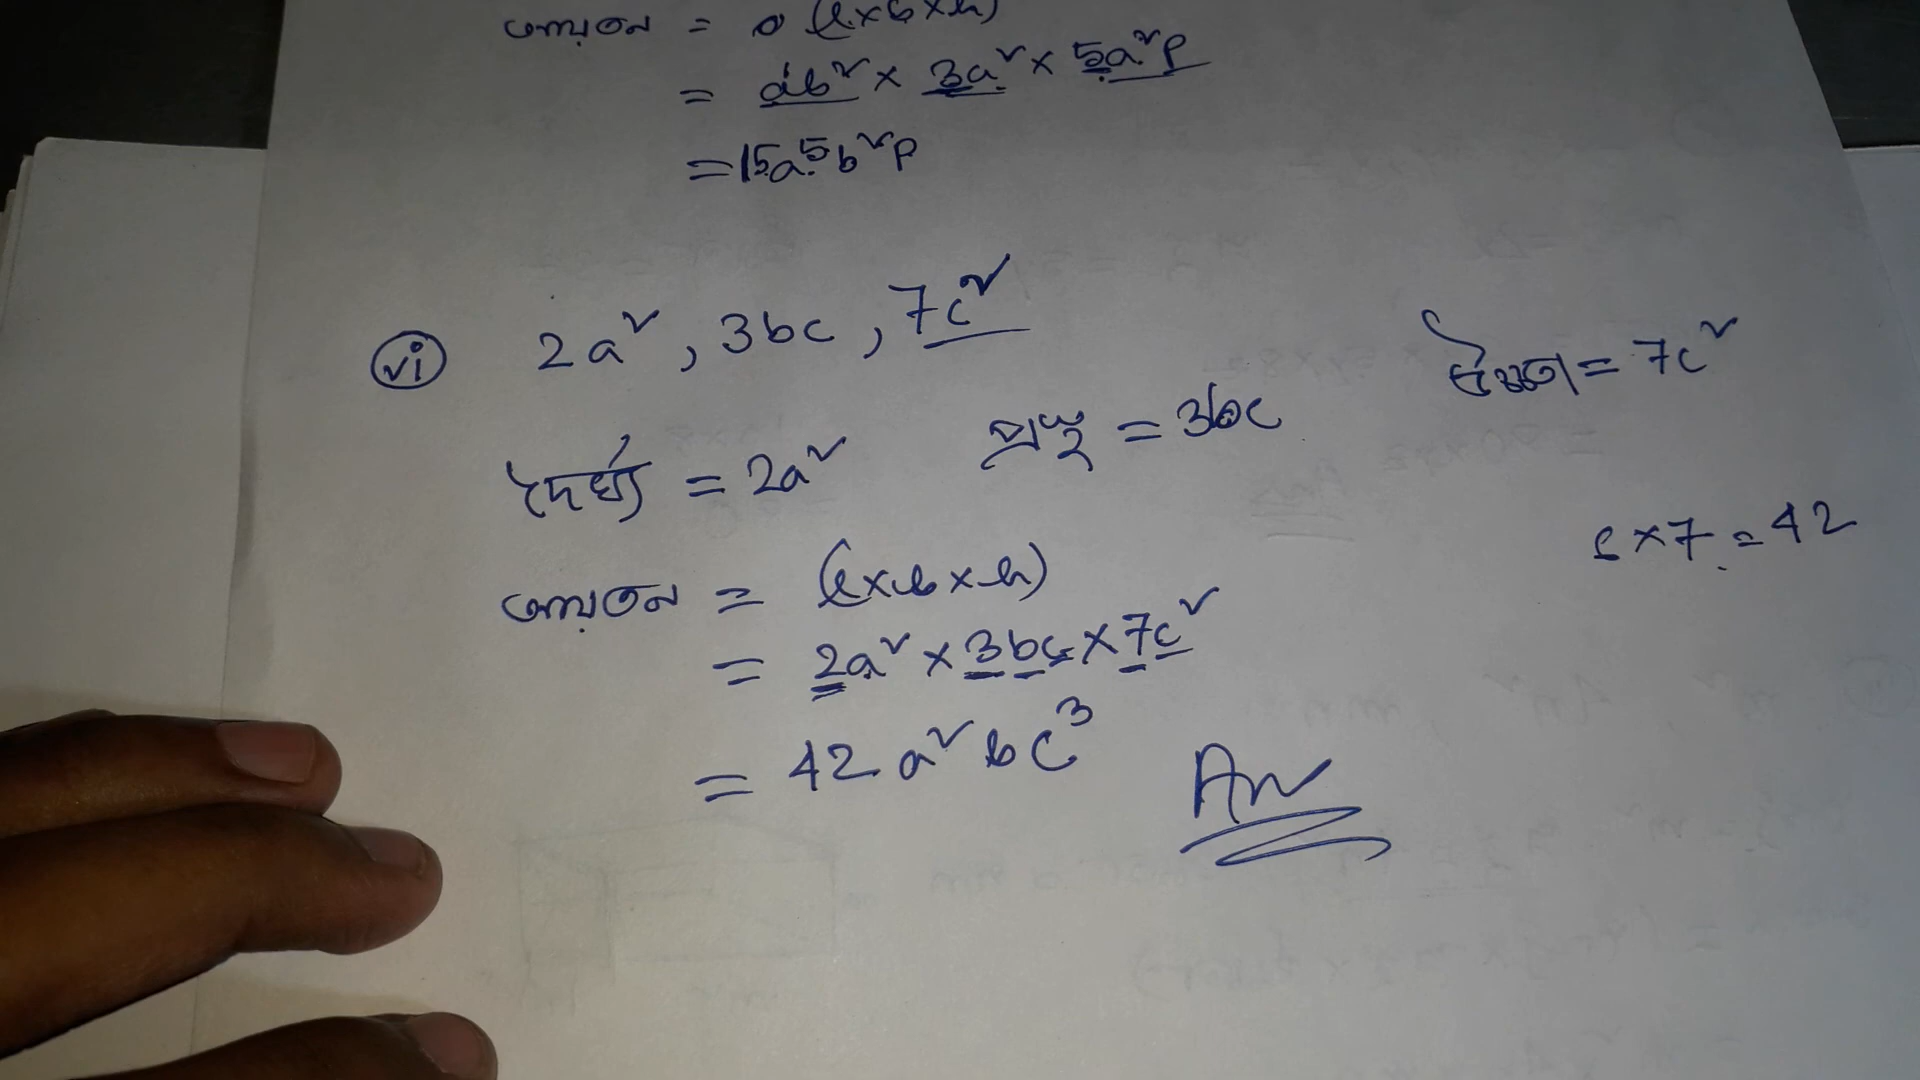 আয়তন = (l×b×h)
= ab² × 3a² × 5a²p
= 15a⁵b²p
(vi) 2a², 3bc, 7c²
দৈর্ঘ্য = 2a² প্রস্থ = 3bc উচ্চতা = 7c²
6×7 = 42
আয়তন = (l×b×h)
= 2a² × 3bc × 7c²
= 42a²bc³
An